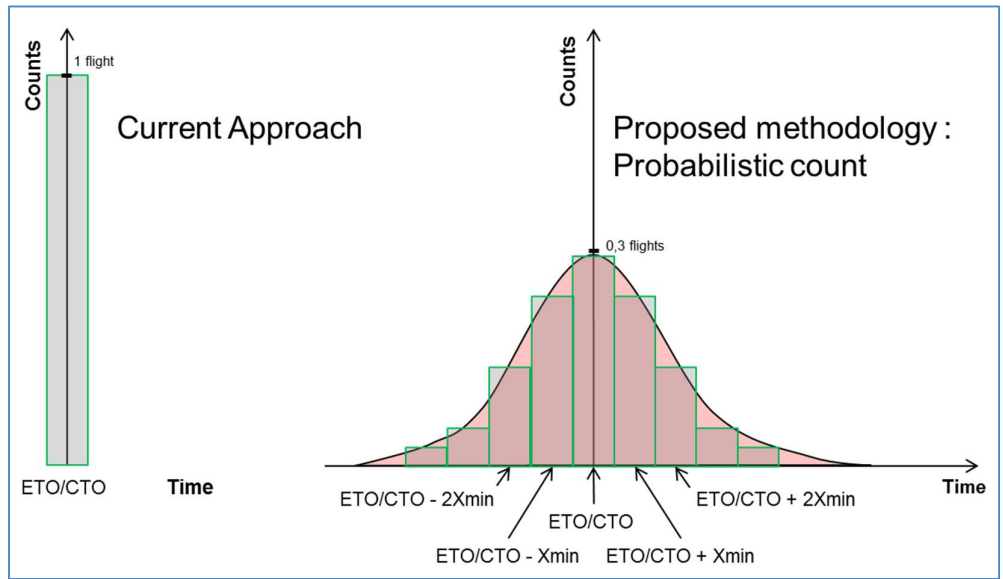 Counts
1 flight
Current Approach
ETO/CTO
Time
Counts
Proposed methodology :
Probabilistic count
0,3 flights
Time
ETO/CTO - 2Xmin
ETO/CTO
ETO/CTO + 2Xmin
ETO/CTO - Xmin
ETO/CTO + Xmin